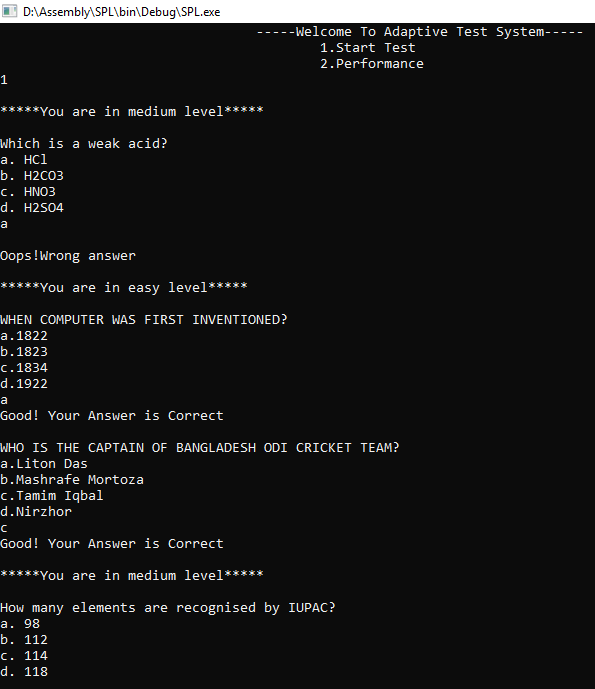 D:\Assembly\SPL\bin\Debug\SPL.exe
-----Welcome To Adaptive Test System-----
1.Start Test
2.Performance
1
*****You are in medium level*****
Which is a weak acid?
a. HCl
b. H2CO3
c. HNO3
d. H2SO4
a
Oops!Wrong answer
*****You are in easy level*****
WHEN COMPUTER WAS FIRST INVENTIONED?
a.1822
b.1823
c.1834
d.1922
a
Good! Your Answer is Correct
WHO IS THE CAPTAIN OF BANGLADESH ODI CRICKET TEAM?
a.Liton Das
b.Mashrafe Mortoza
c.Tamim Iqbal
d.Nirzhor
c
Good! Your Answer is Correct
*****You are in medium level*****
How many elements are recognised by IUPAC?
a. 98
b. 112
c. 114
d. 118